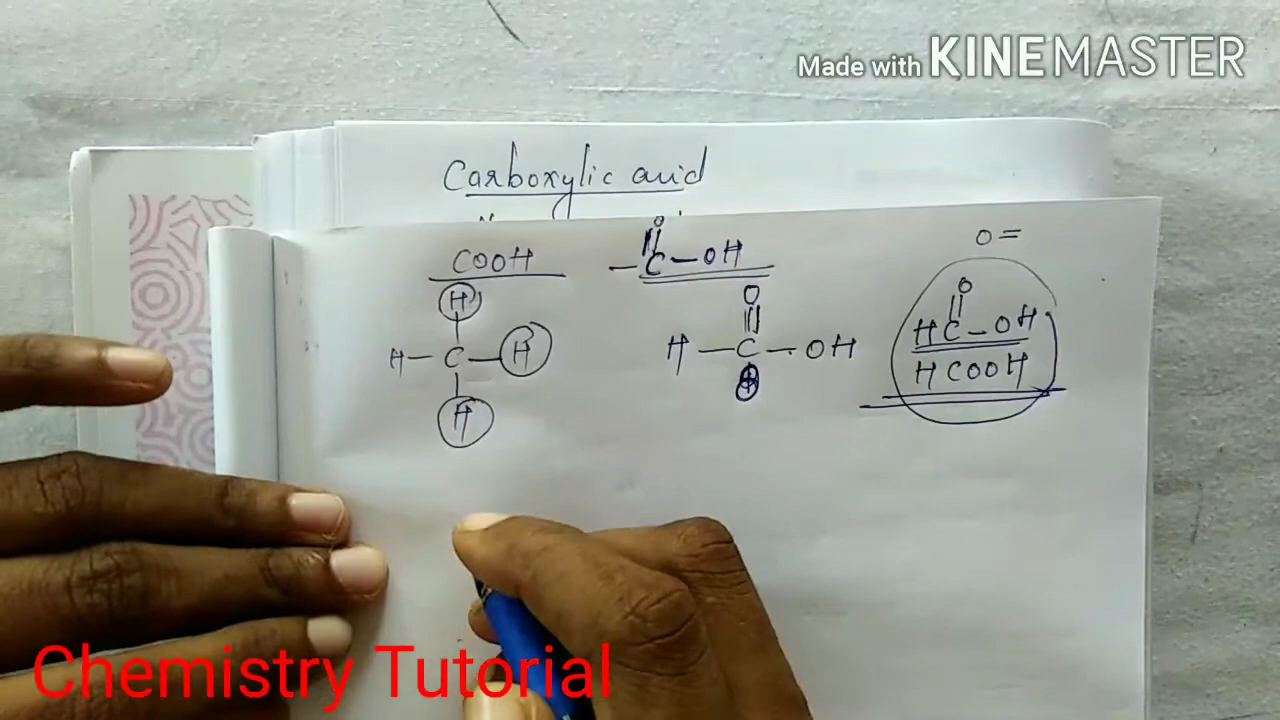 Made with KINEMASTER
Carboxylic acid
COOH
O
-C-OH
O=
H
H-C-H
H
O
H-C-OH
O
HC-OH
HCOOH
Chemistry Tutorial